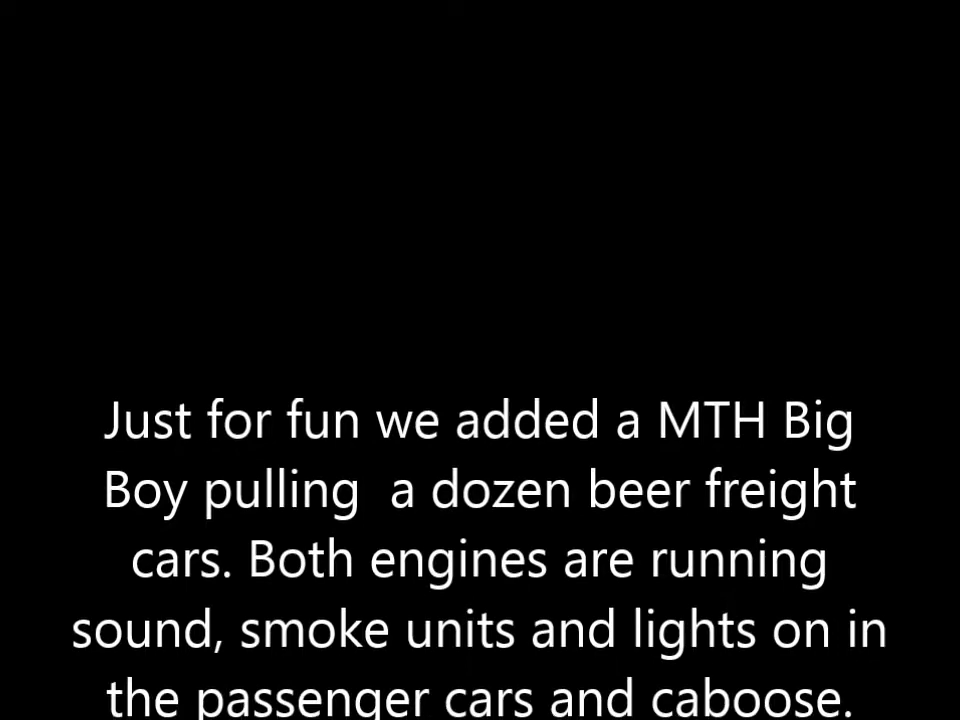 Just for fun we added a MTH Big
Boy pulling  a dozen beer freight
cars. Both engines are running
sound, smoke units and lights on in
the passenger cars and caboose.